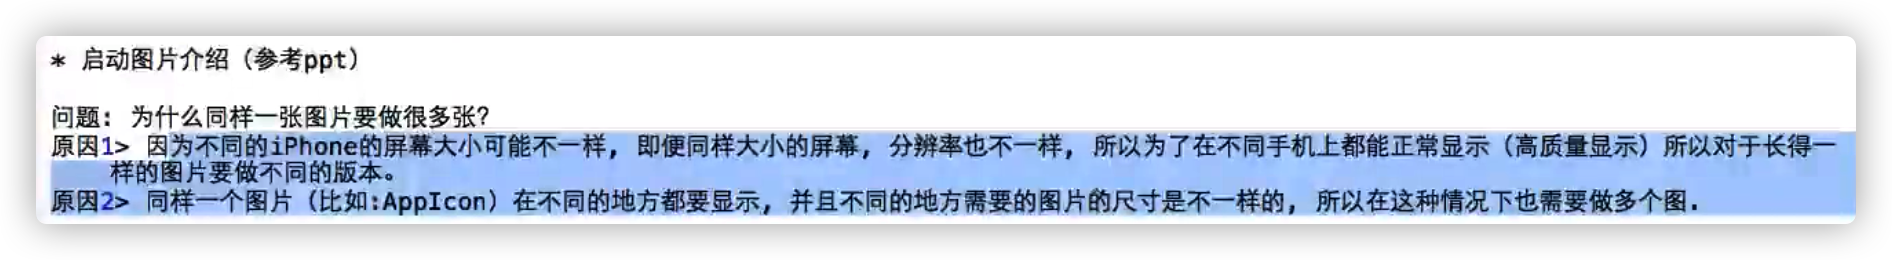 * 启动图片介绍（参考ppt）
问题: 为什么同样一张图片要做很多张?
原因1> 因为不同的iPhone的屏幕大小可能不一样, 即便同样大小的屏幕, 分辨率也不一样, 所以为了在不同手机上都能正常显示（高质量显示）所以对于长得一
样的图片要做不同的版本。
原因2> 同样一个图片（比如:AppIcon）在不同的地方都要显示, 并且不同的地方需要的图片的尺寸是不一样的, 所以在这种情况下也需要做多个图.